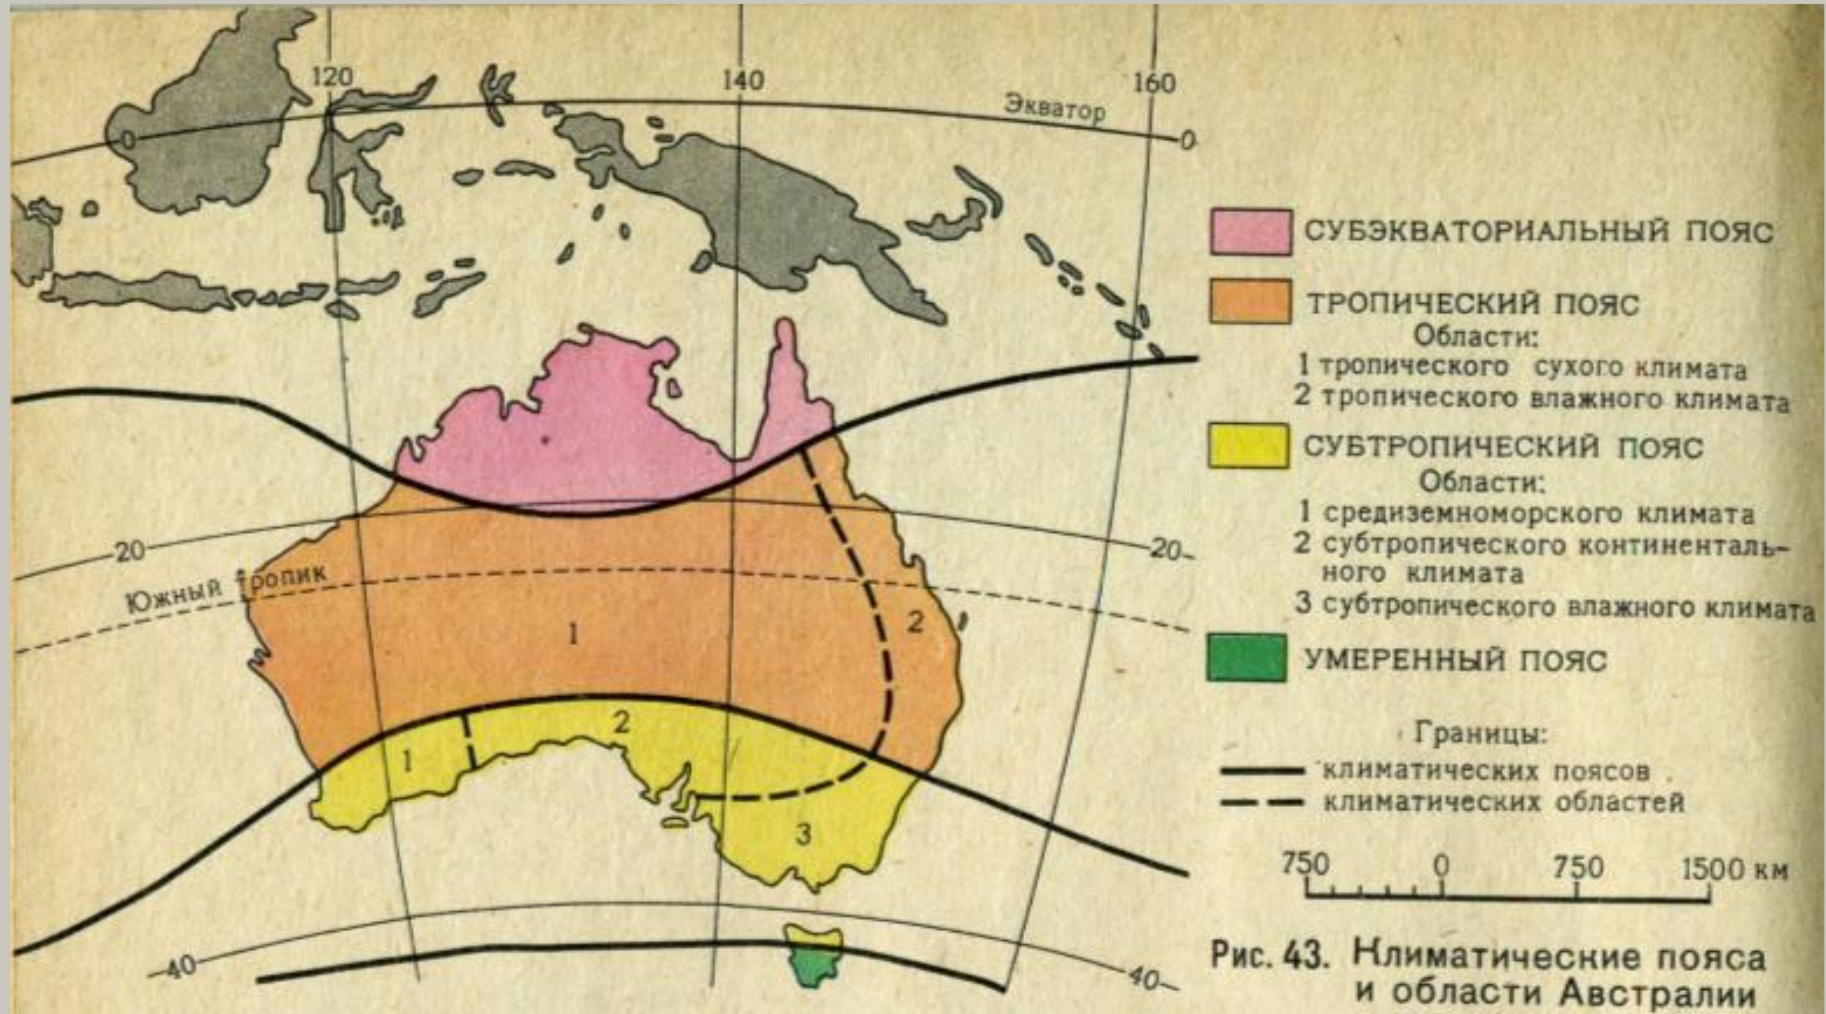 120
140
160
Экватор
0
0
20
20
Южный тропик
1
2
1
2
3
40
40
СУБЭКВАТОРИАЛЬНЫЙ ПОЯС
ТРОПИЧЕСКИЙ ПОЯС
Области:
1 тропического сухого климата
2 тропического влажного климата
СУБТРОПИЧЕСКИЙ ПОЯС
Области:
1 средиземноморского климата
2 субтропического континенталь-
ного климата
3 субтропического влажного климата
УМЕРЕННЫЙ ПОЯС
Границы:
климатических поясов
климатических областей
750 0 750 1500 км
Рис. 43. Климатические пояса
и области Австралии